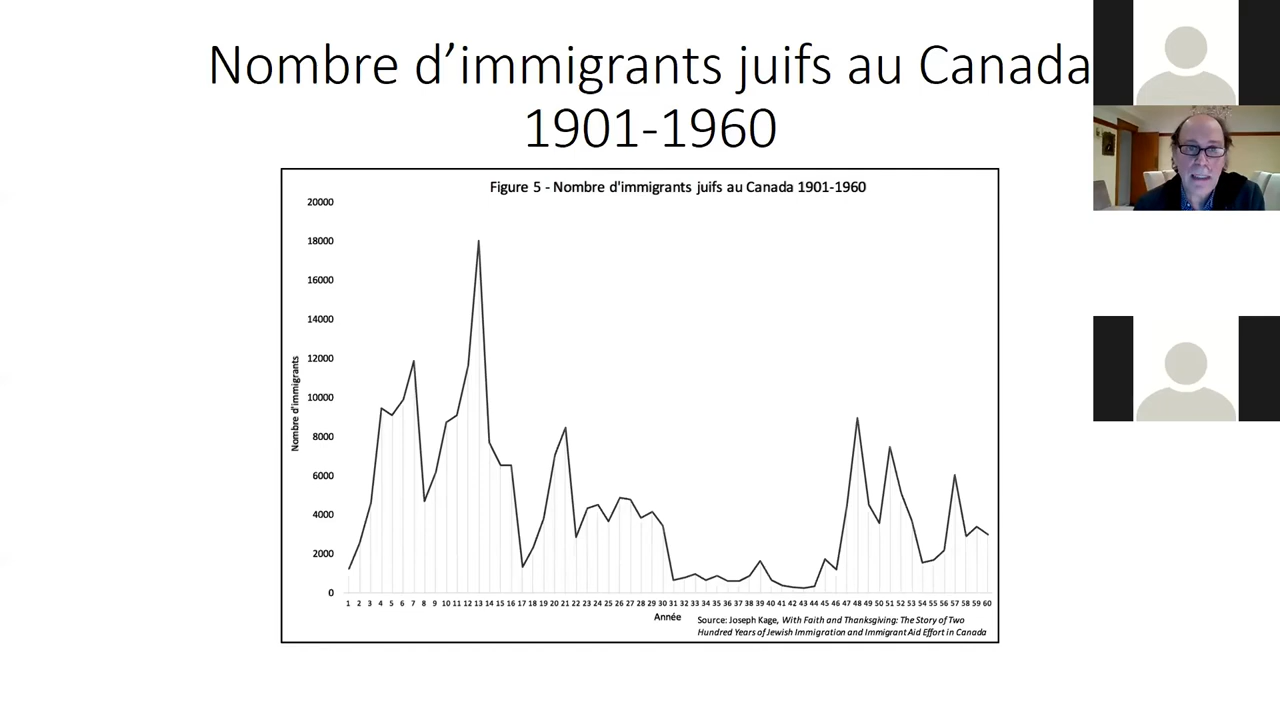 Nombre d’immigrants juifs au Canada
1901-1960
Figure 5 - Nombre d'immigrants juifs au Canada 1901-1960
20000
18000
16000
14000
12000
10000
8000
6000
4000
2000
0
Nombre d'immigrants
1 2 3 4 5 6 7 8 9 10 11 12 13 14 15 16 17 18 19 20 21 22 23 24 25 26 27 28 29 30 31 32 33 34 35 36 37 38 39 40 41 42 43 44 45 46 47 48 49 50 51 52 53 54 55 56 57 58 59 60
Année
Source: Joseph Kage, With Faith and Thanksgiving: The Story of Two
Hundred Years of Jewish Immigration and Immigrant Aid Effort in Canada